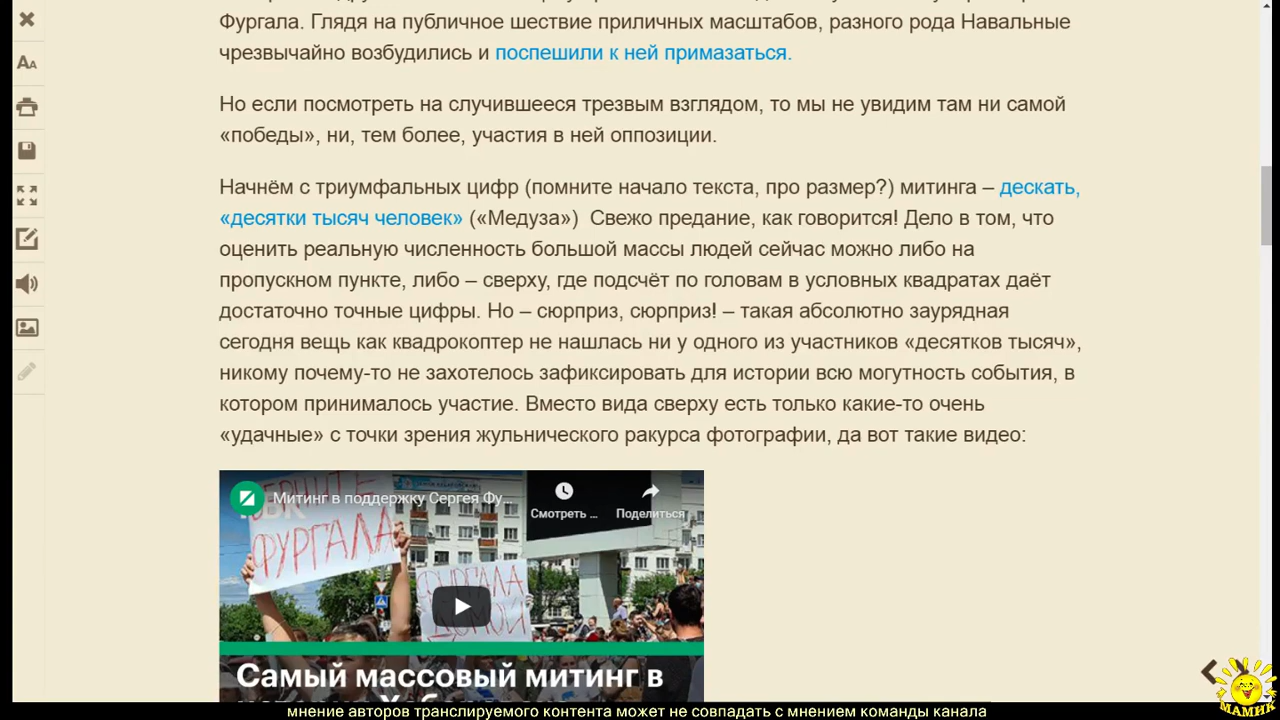 Фургала. Глядя на публичное шествие приличных масштабов, разного рода Навальные
чрезвычайно возбудились и поспешили к ней примазаться.
Но если посмотреть на случившееся трезвым взглядом, то мы не увидим там ни самой
«победы», ни, тем более, участия в ней оппозиции.
Начнём с триумфальных цифр (помните начало текста, про размер?) митинга – дескать,
«десятки тысяч человек» («Медуза») Свежо предание, как говорится! Дело в том, что
оценить реальную численность большой массы людей сейчас можно либо на
пропускном пункте, либо – сверху, где подсчёт по головам в условных квадратах даёт
достаточно точные цифры. Но – сюрприз, сюрприз! – такая абсолютно заурядная
сегодня вещь как квадрокоптер не нашлась ни у одного из участников «десятков тысяч»,
никому почему-то не захотелось зафиксировать для истории всю могутность события, в
котором принималось участие. Вместо вида сверху есть только какие-то очень
«удачные» с точки зрения жульнического ракурса фотографии, да вот такие видео:
Митинг в поддержку Сергея Фу...
Смотреть ...
Поделиться
ФУРГАЛА
ФУРГАЛА
ДОМОЙ
Самый массовый митинг в
МАМИК
мнение авторов транслируемого контента может не совпадать с мнением команды канала